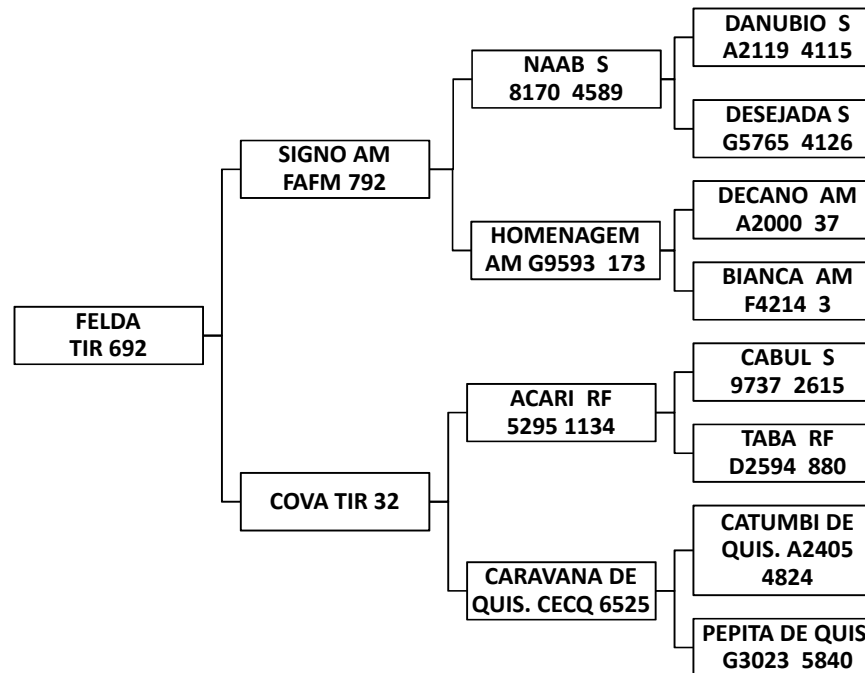 DANUBIO S
A2119 4115
NAAB S
8170 4589
DESEJADA S
G5765 4126
SIGNO AM
FAFM 792
DECANO AM
A2000 37
HOMENAGEM
AM G9593 173
BIANCA AM
F4214 3
FELDA
TIR 692
CABUL S
9737 2615
ACARI RF
5295 1134
TABA RF
D2594 880
COVA TIR 32
CATUMBI DE
QUIS. A2405
4824
CARAVANA DE
QUIS. CECQ 6525
PEPITA DE QUIS
G3023 5840